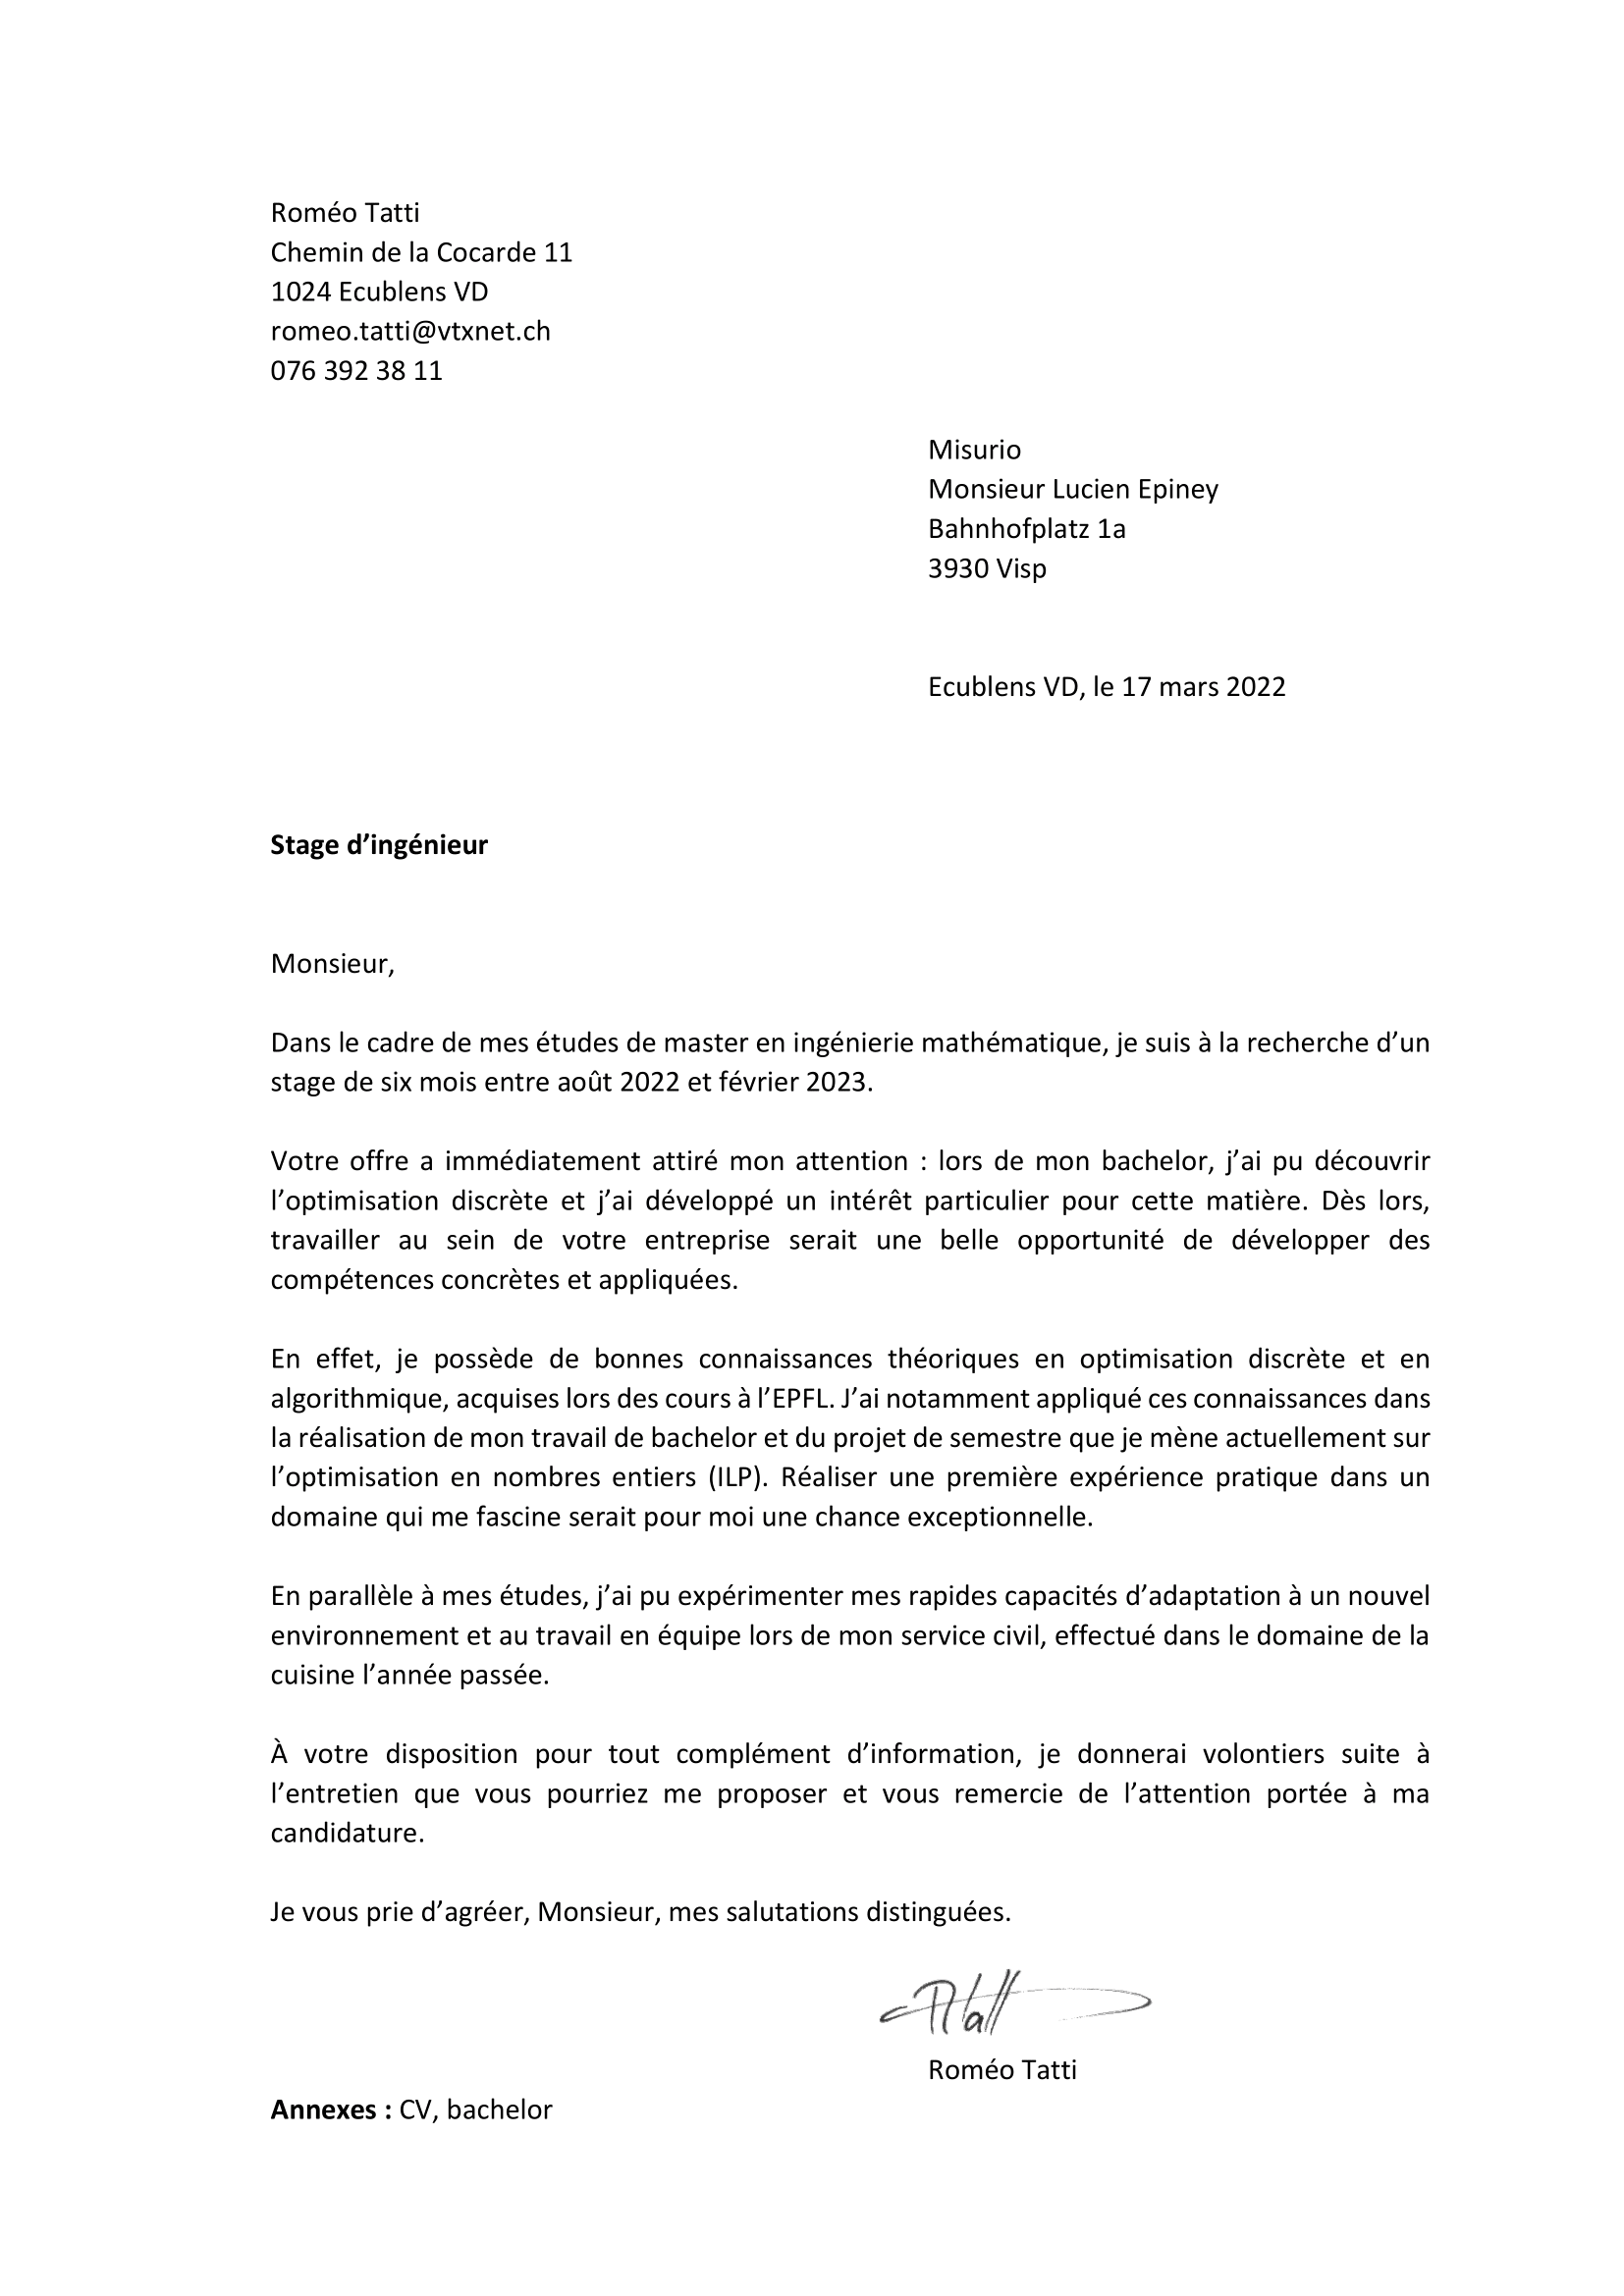 Roméo Tatti
Chemin de la Cocarde 11
1024 Ecublens VD
romeo.tatti@vtxnet.ch
076 392 38 11
Misurio
Monsieur Lucien Epiney
Bahnhofplatz 1a
3930 Visp
Ecublens VD, le 17 mars 2022
Stage d’ingénieur
Monsieur,
Dans le cadre de mes études de master en ingénierie mathématique, je suis à la recherche d’un
stage de six mois entre août 2022 et février 2023.
Votre offre a immédiatement attiré mon attention : lors de mon bachelor, j’ai pu découvrir
l’optimisation discrète et j’ai développé un intérêt particulier pour cette matière. Dès lors,
travailler au sein de votre entreprise serait une belle opportunité de développer des
compétences concrètes et appliquées.
En effet, je possède de bonnes connaissances théoriques en optimisation discrète et en
algorithmique, acquises lors des cours à l’EPFL. J’ai notamment appliqué ces connaissances dans
la réalisation de mon travail de bachelor et du projet de semestre que je mène actuellement sur
l’optimisation en nombres entiers (ILP). Réaliser une première expérience pratique dans un
domaine qui me fascine serait pour moi une chance exceptionnelle.
En parallèle à mes études, j’ai pu expérimenter mes rapides capacités d’adaptation à un nouvel
environnement et au travail en équipe lors de mon service civil, effectué dans le domaine de la
cuisine l’année passée.
À votre disposition pour tout complément d’information, je donnerai volontiers suite à
l’entretien que vous pourriez me proposer et vous remercie de l’attention portée à ma
candidature.
Je vous prie d’agréer, Monsieur, mes salutations distinguées.
Roméo Tatti
Annexes : CV, bachelor